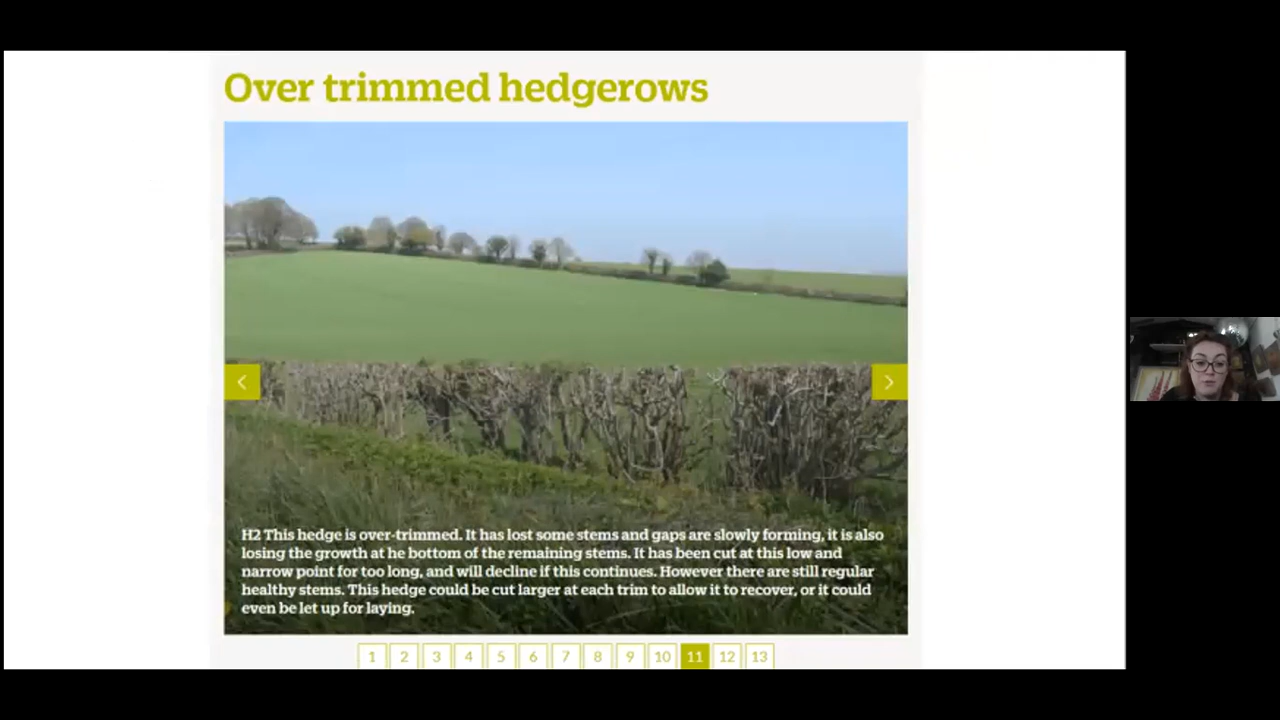 Over trimmed hedgerows
H2 This hedge is over-trimmed. It has lost some stems and gaps are slowly forming, it is also
losing the growth at he bottom of the remaining stems. It has been cut at this low and
narrow point for too long, and will decline if this continues. However there are still regular
healthy stems. This hedge could be cut larger at each trim to allow it to recover, or it could
even be let up for laying.
1 2 3 4 5 6 7 8 9 10 11 12 13